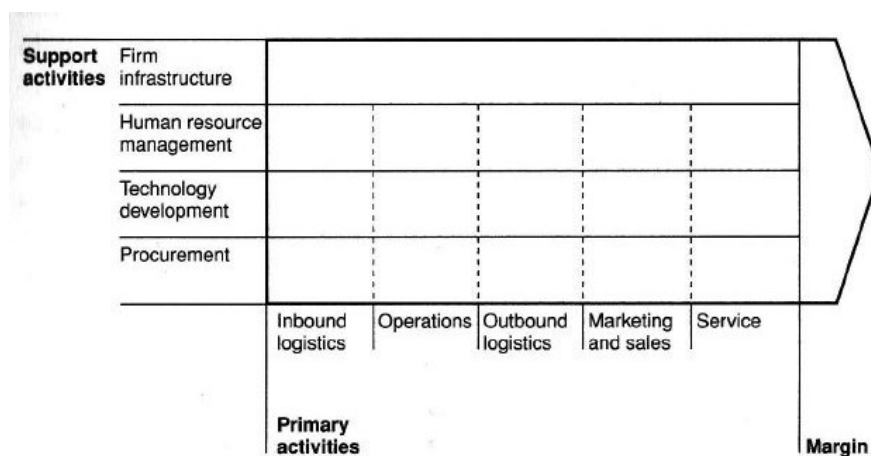 Support
activities
Firm
infrastructure
Human resource
management
Technology
development
Procurement
Inbound
logistics
Operations
Outbound
logistics
Marketing
and sales
Service
Primary
activities
Margin